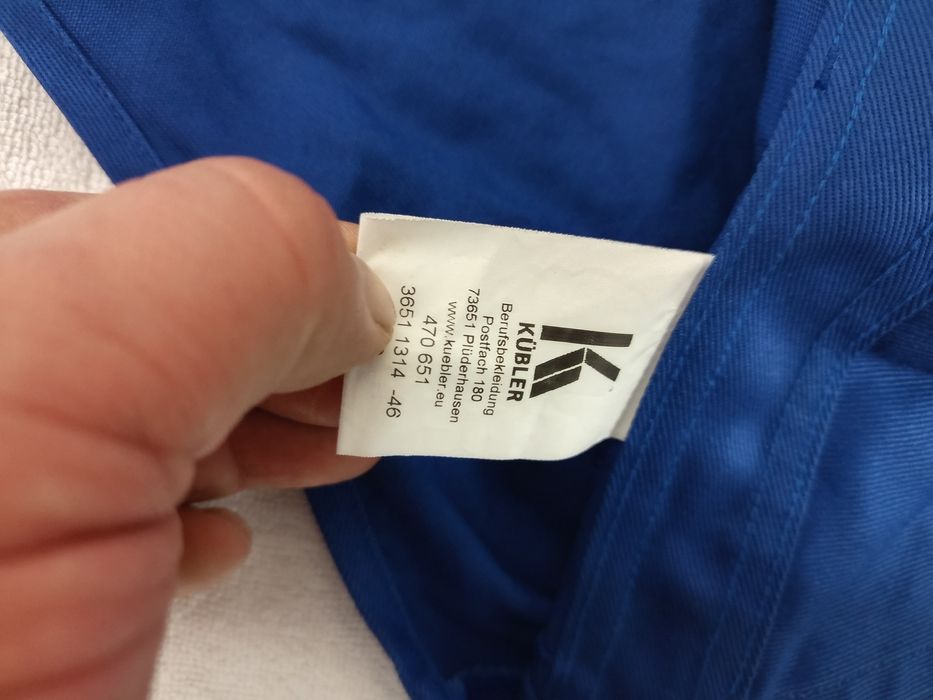 KÜBLER
Berufsbekleidung
Postfach 180
73651 Plüderhausen
www.kuebler.eu
470 651
3651 1314 -46